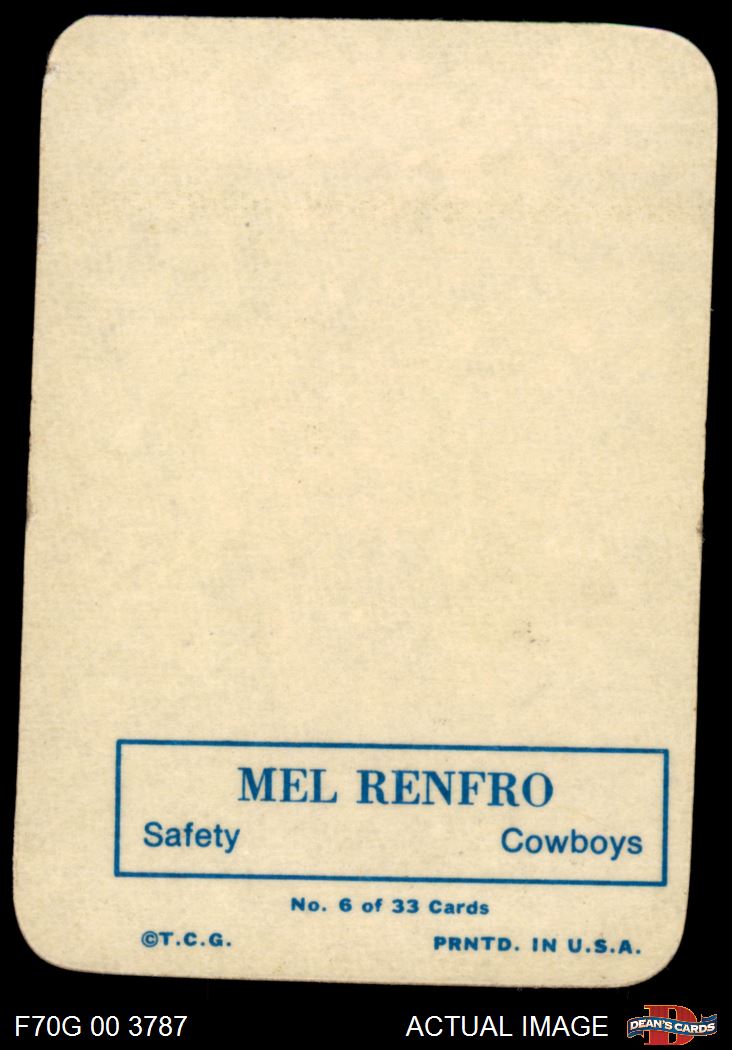 MEL RENFRO
Safety Cowboys
No. 6 of 33 Cards
©T.C.G. PRNTD. IN U.S.A.
F70G 00 3787 ACTUAL IMAGE DEAN'S CARDS